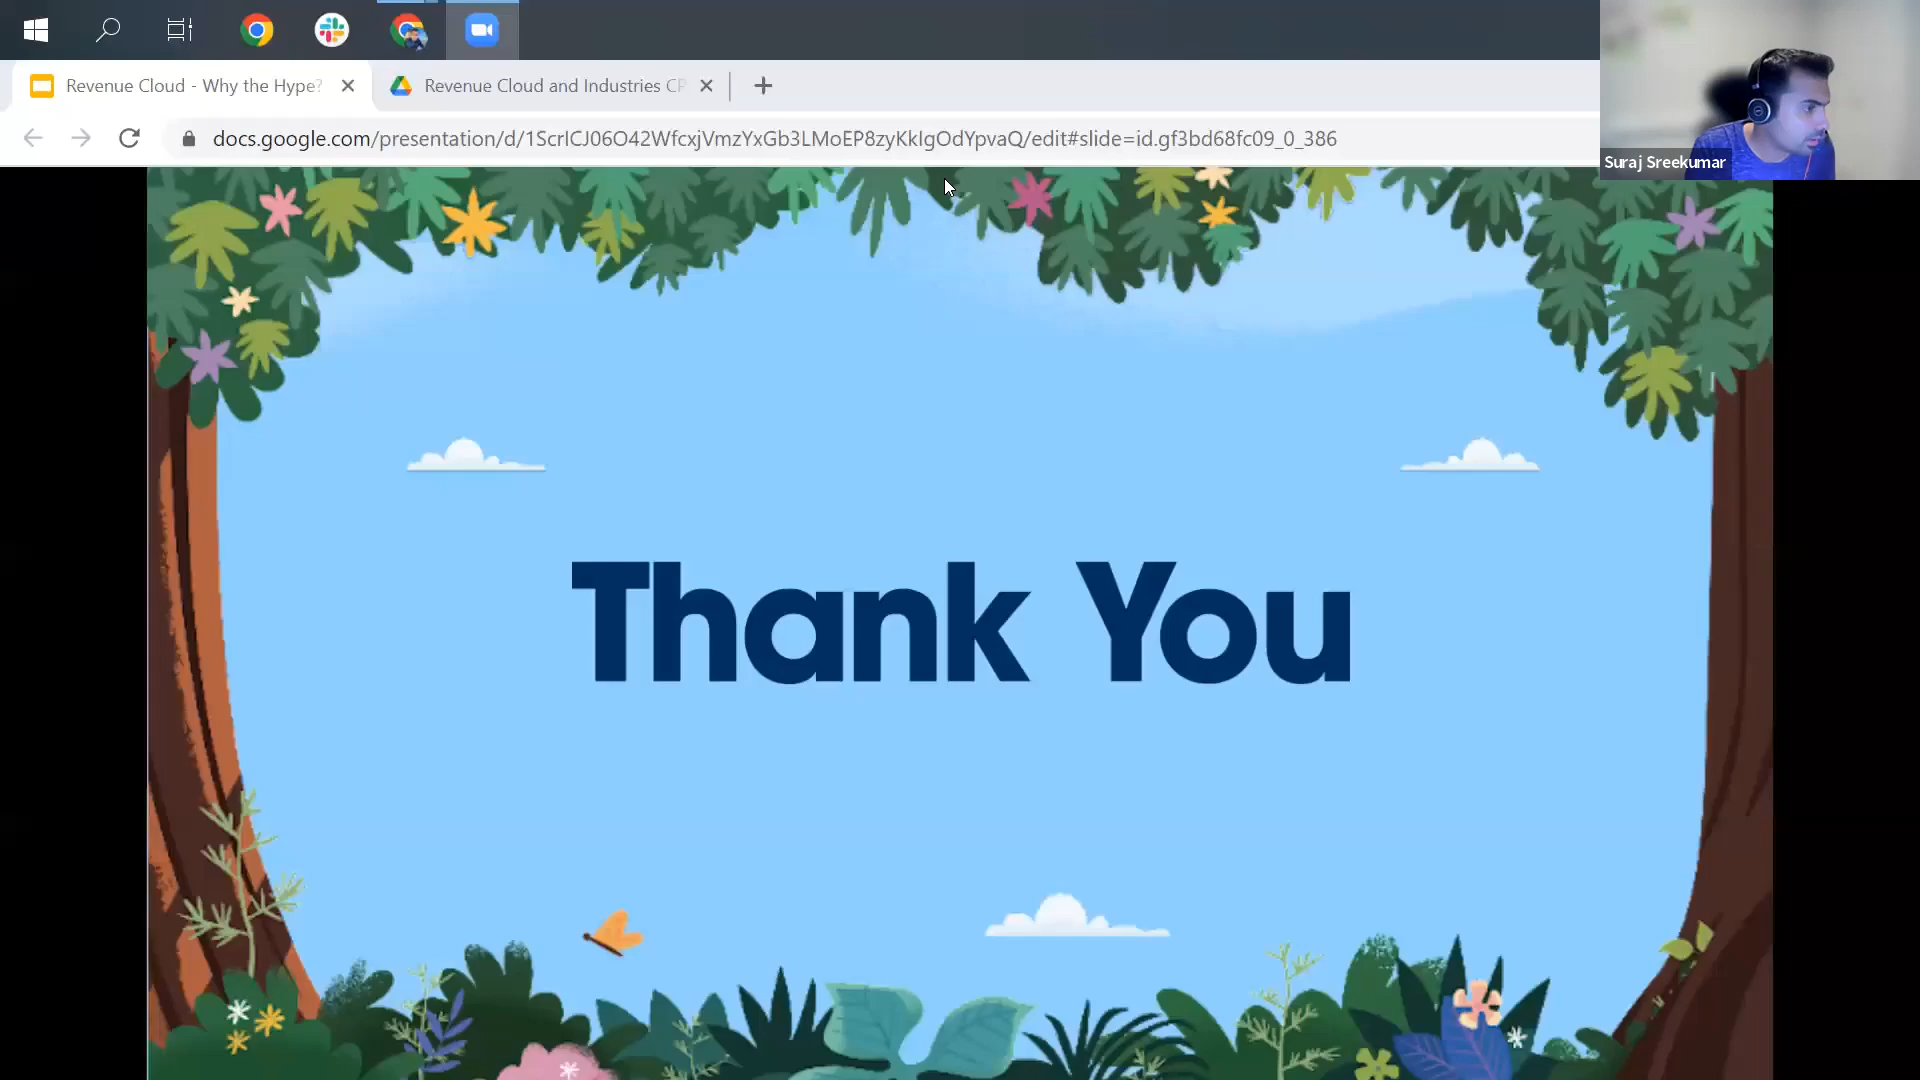 Revenue Cloud - Why the Hype?
Revenue Cloud and Industries CP
docs.google.com/presentation/d/1ScrICJ06O42WfcxjVmzYxGb3LMoEP8zyKkIgOdYpvaQ/edit#slide=id.gf3bd68fc09_0_386
Suraj Sreekumar
Thank You